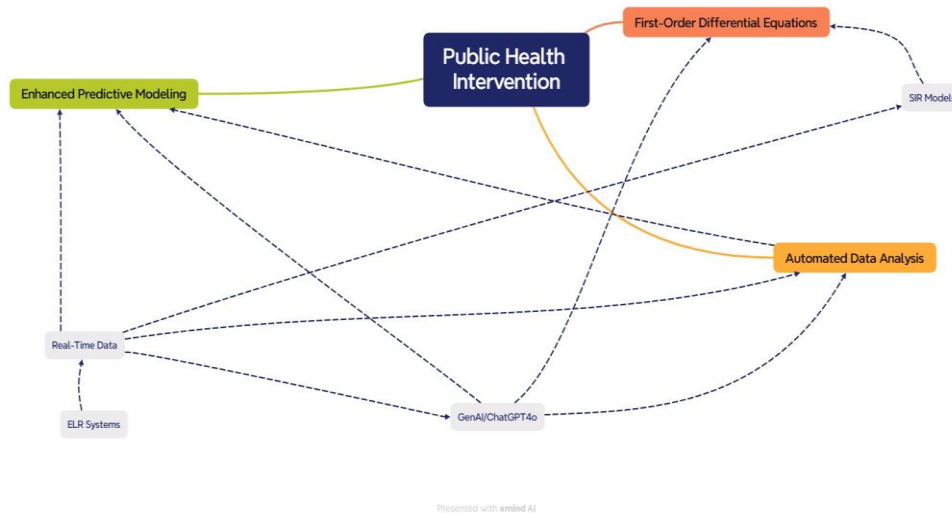 First-Order Differential Equations
Public Health
Intervention
Enhanced Predictive Modeling
SIR Model
Automated Data Analysis
Real-Time Data
GenAI/ChatGPT4o
ELR Systems
Presented with xmind AI